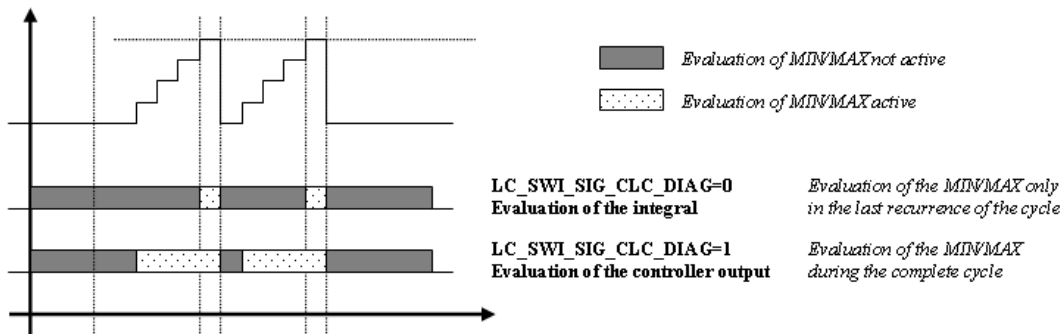 Evaluation of MIN/MAX not active
Evaluation of MIN/MAX active
LC_SWI_SIG_CLC_DIAG=0
Evaluation of the integral
Evaluation of the MIN/MAX only
in the last recurrence of the cycle
LC_SWI_SIG_CLC_DIAG=1
Evaluation of the controller output
Evaluation of the MIN/MAX
during the complete cycle